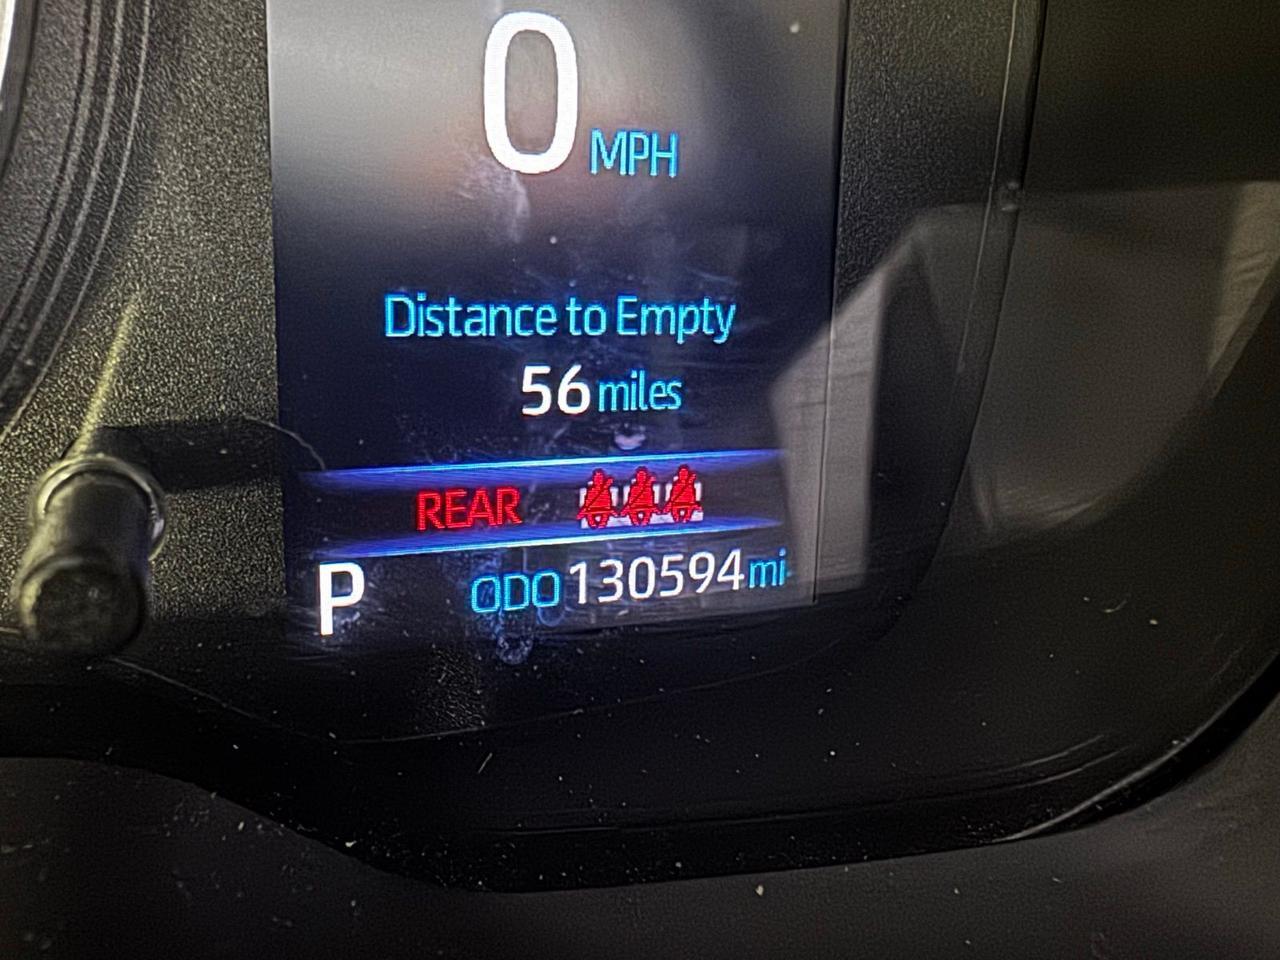 0 MPH
Distance to Empty
56 miles
REAR
P ODO 130594 mi